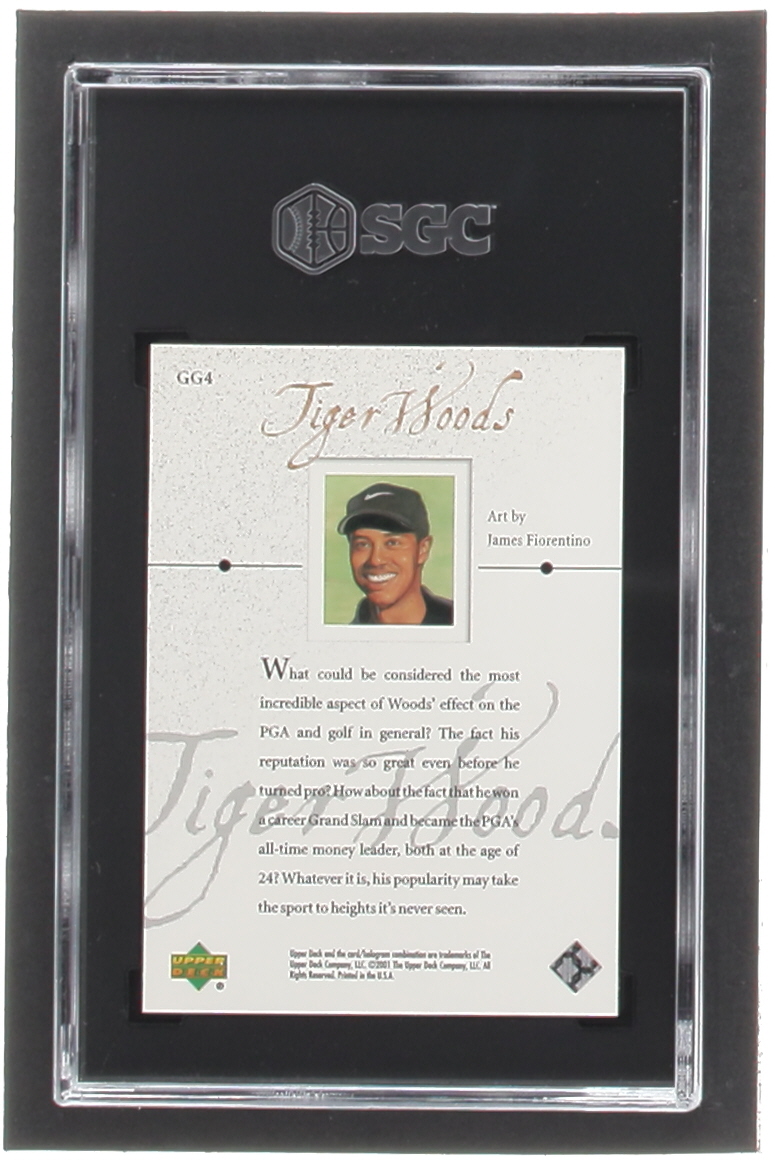 SGC
GG4
Tiger Woods
Art by
James Fiorentino
What could be considered the most
incredible aspect of Woods' effect on the
PGA and golf in general? The fact his
reputation was so great even before he
turned pro? How about the fact that he won
a career Grand Slam and became the PGA's
all-time money leader, both at the age of
24? Whatever it is, his popularity may take
the sport to heights it's never seen.
Tiger Woods
UPPER
DECK
®
Upper Deck and the card/hologram combination are trademarks of The
Upper Deck Company, LLC. ©2001 The Upper Deck Company, LLC. All
Rights Reserved. Printed in the U.S.A.